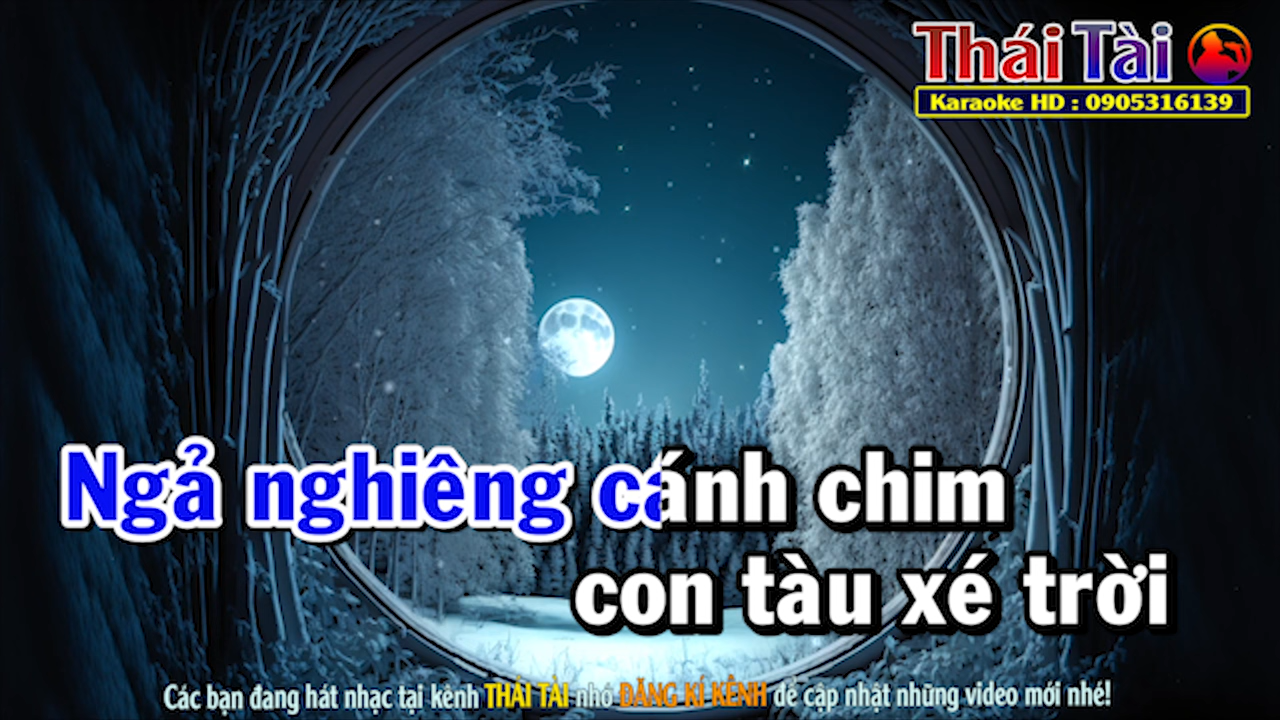 Thái Tài
Karaoke HD : 0905316139
Ngả nghiêng cánh chim
con tàu xé trời
Các bạn đang hát nhạc tại kênh THÁI TÀI nhớ ĐĂNG KÍ KÊNH để cập nhật những video mới nhé!